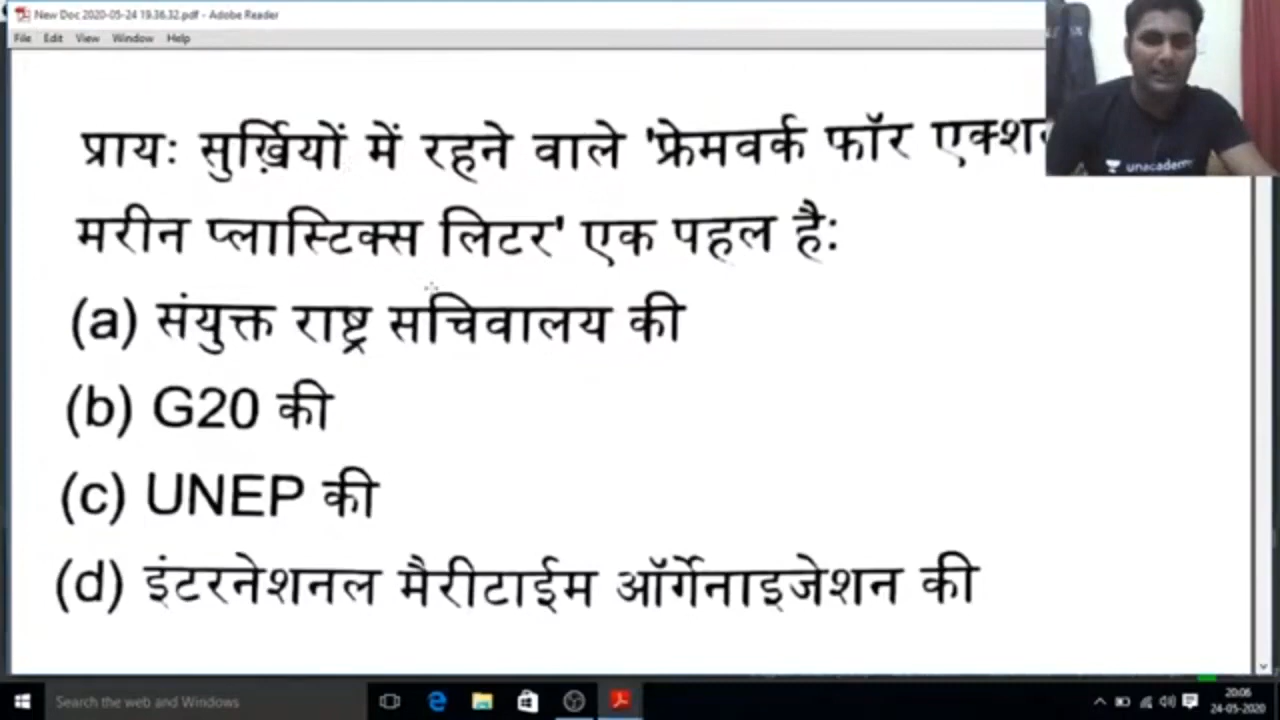 New Doc 2020-05-24 19.36.32.pdf - Adobe Reader
File Edit View Window Help
प्रायः सुर्ख़ियों में रहने वाले 'फ्रेमवर्क फॉर
मरीन प्लास्टिक्स लिटर' एक पहल है:
(a) संयुक्त राष्ट्र सचिवालय की
(b) G20 की
(c) UNEP की
(d) इंटरनेशनल मैरीटाईम ऑर्गेनाइजेशन की
unacademy
Search the web and Windows
20:06
24-05-2020